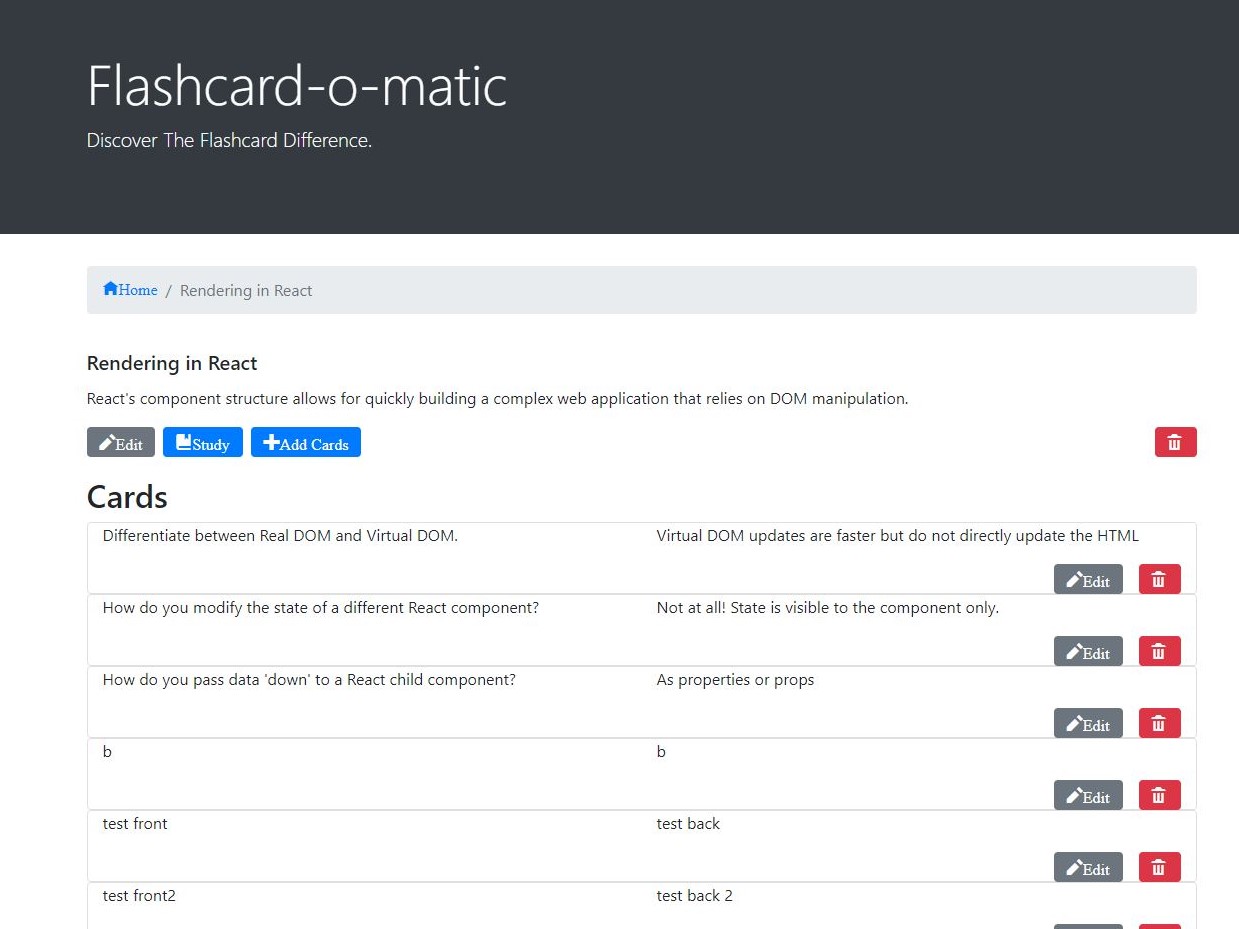 Flashcard-o-matic
Discover The Flashcard Difference.
Home / Rendering in React
Rendering in React
React's component structure allows for quickly building a complex web application that relies on DOM manipulation.
Edit Study Add Cards
Cards
Differentiate between Real DOM and Virtual DOM. Virtual DOM updates are faster but do not directly update the HTML
Edit
How do you modify the state of a different React component? Not at all! State is visible to the component only.
Edit
How do you pass data 'down' to a React child component? As properties or props
Edit
b b
Edit
test front test back
Edit
test front2 test back 2